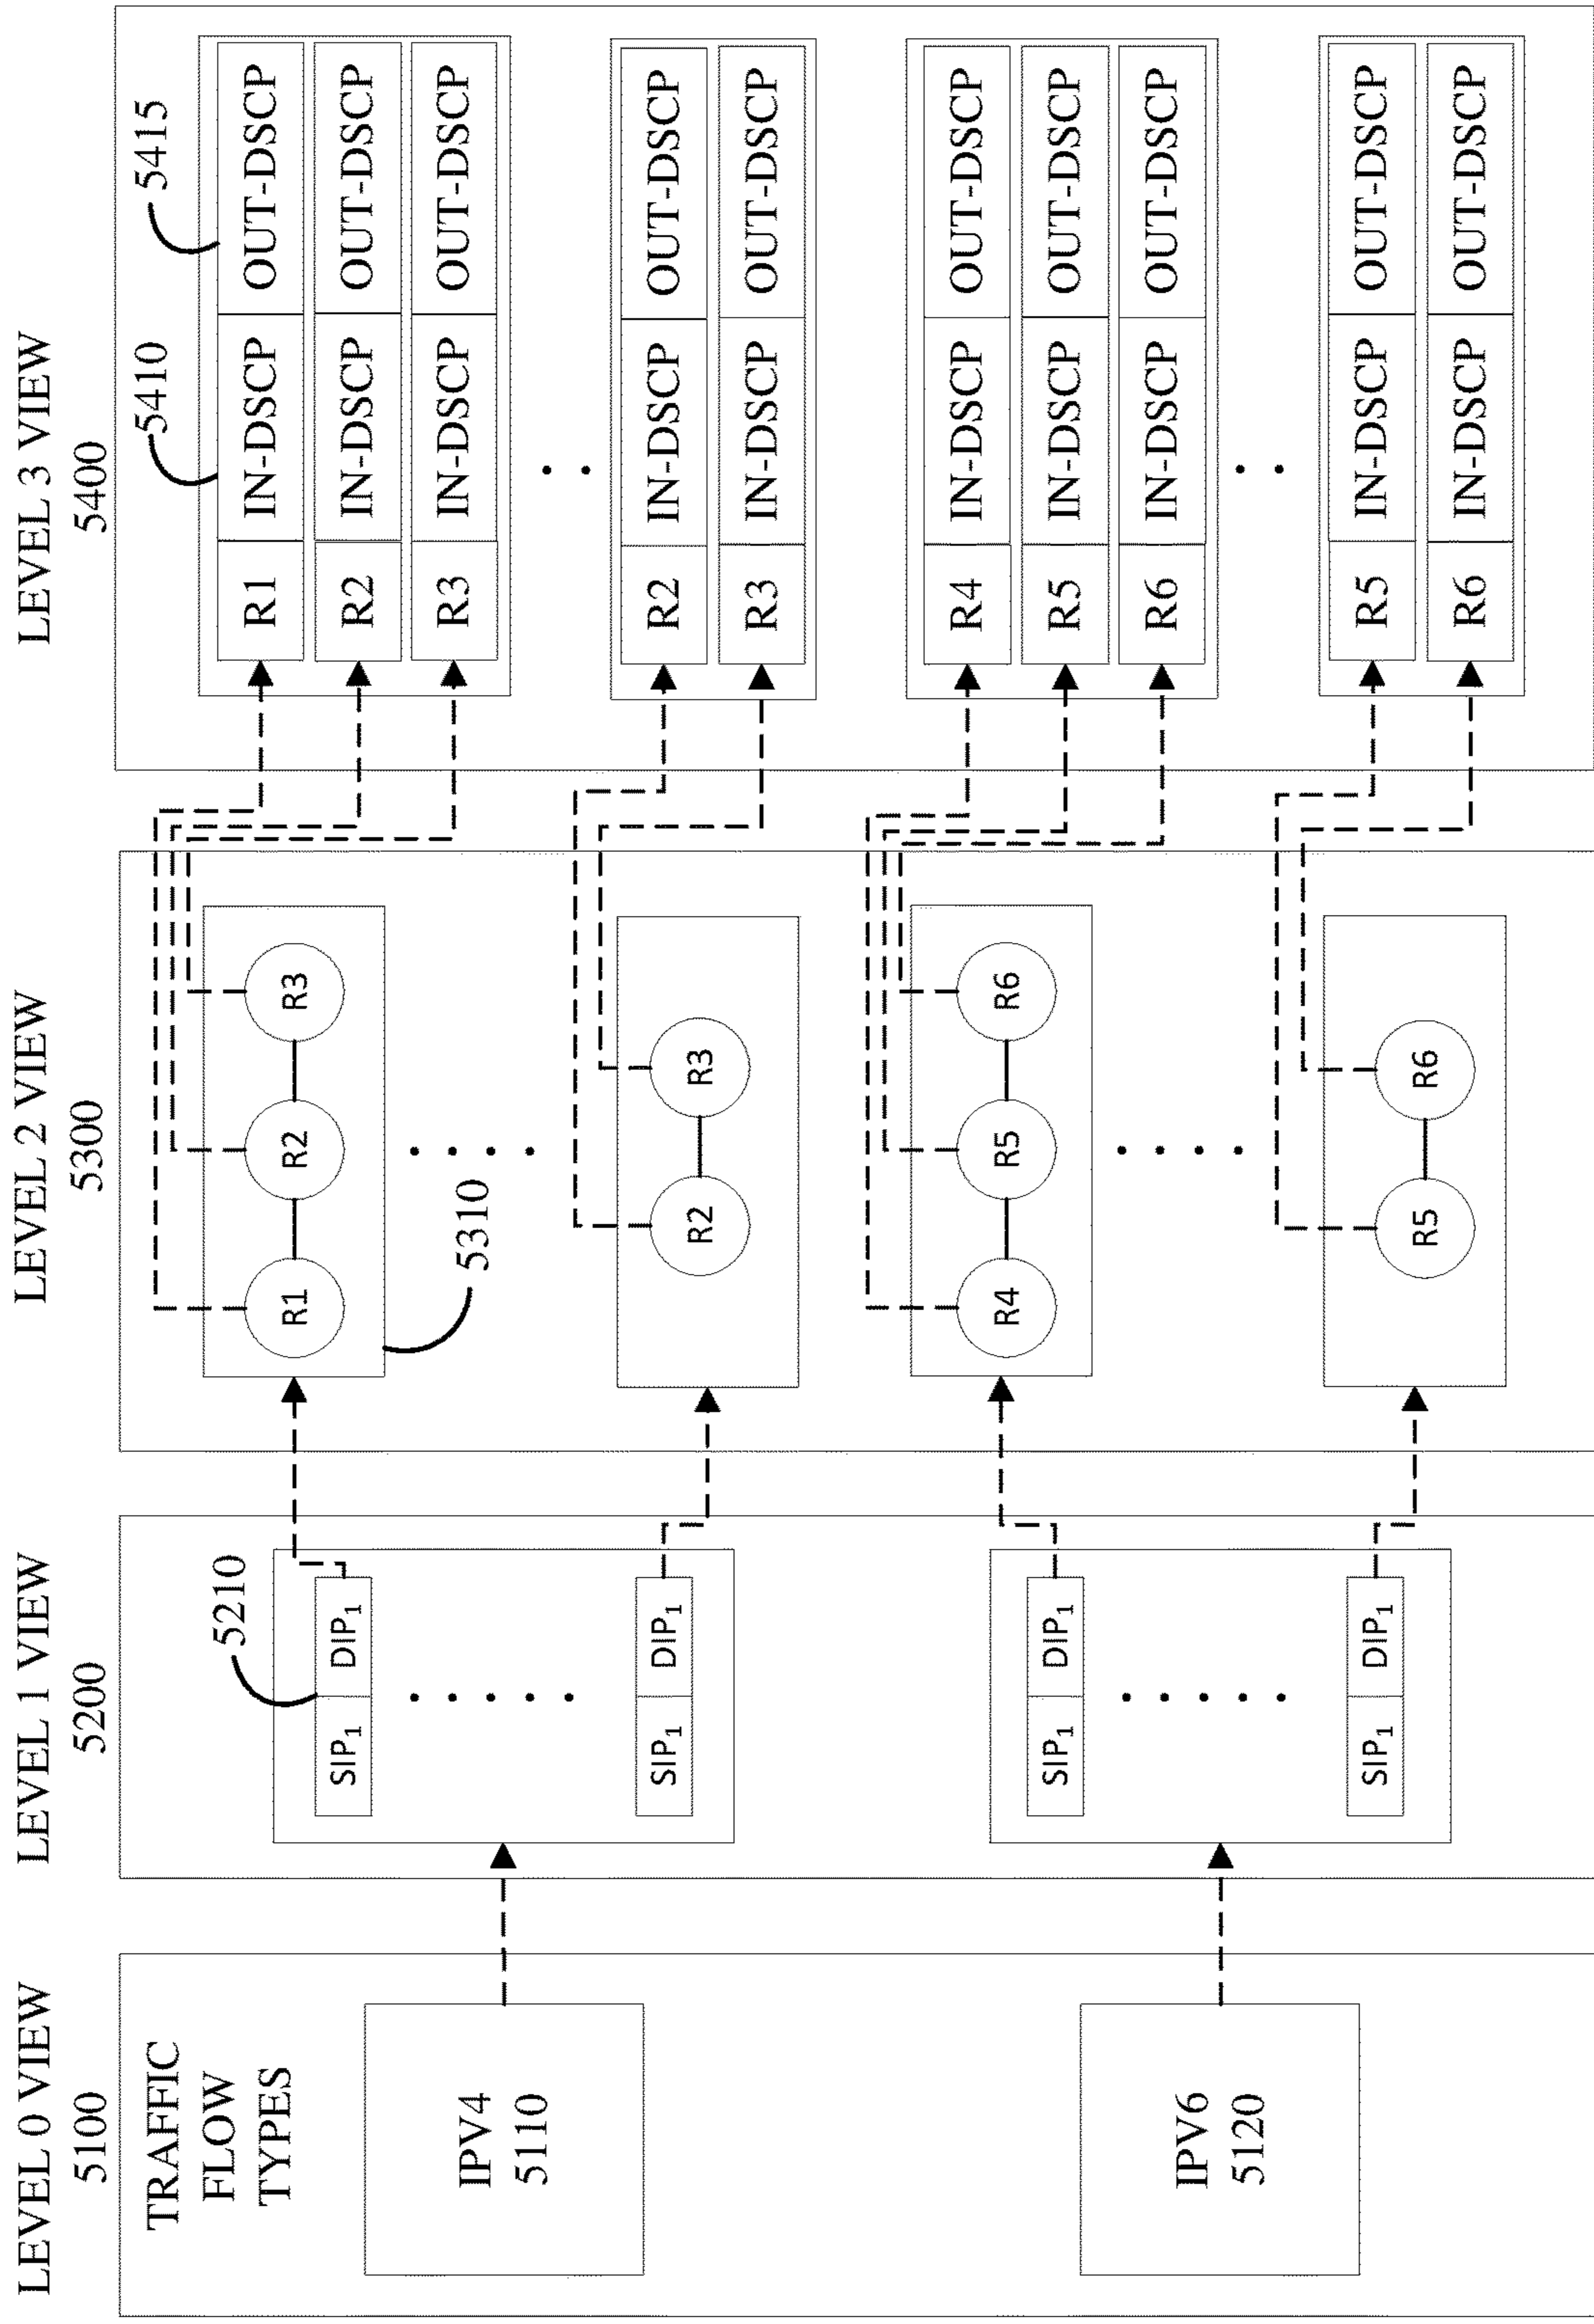 LEVEL 0 VIEW
5100
TRAFFIC
FLOW
TYPES
IPV4
5110
IPV6
5120
LEVEL 1 VIEW
5200
5210
SIP₁ DIP₁
SIP₁ DIP₁
SIP₁ DIP₁
SIP₁ DIP₁
LEVEL 2 VIEW
5300
R1 R2 R3
5310
R2 R3
R4 R5 R6
R5 R6
LEVEL 3 VIEW
5400
5410 5415
R1 IN-DSCP OUT-DSCP
R2 IN-DSCP OUT-DSCP
R3 IN-DSCP OUT-DSCP
R2 IN-DSCP OUT-DSCP
R3 IN-DSCP OUT-DSCP
R4 IN-DSCP OUT-DSCP
R5 IN-DSCP OUT-DSCP
R6 IN-DSCP OUT-DSCP
R5 IN-DSCP OUT-DSCP
R6 IN-DSCP OUT-DSCP